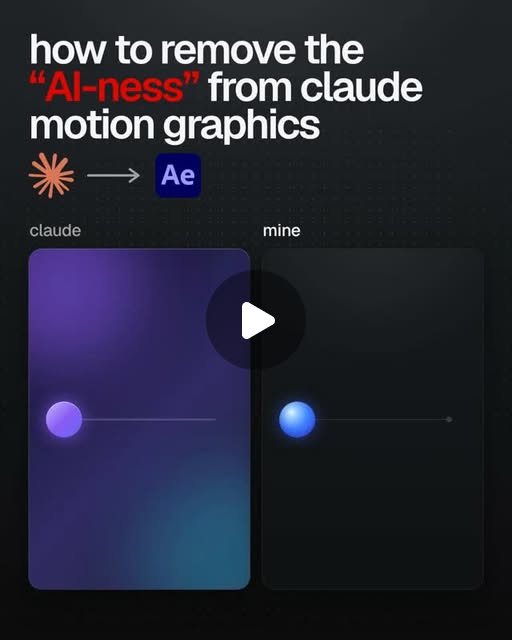 how to remove the
“AI-ness” from claude
motion graphics
Ae
claude
mine